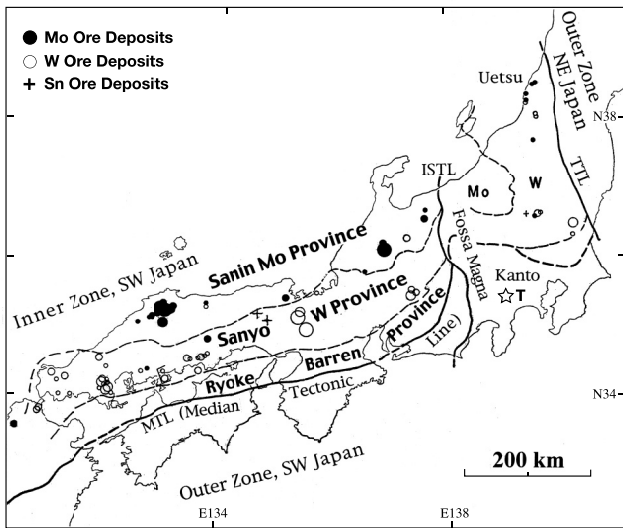 Mo Ore Deposits
W Ore Deposits
Sn Ore Deposits
Outer Zone
NE Japan
Uetsu
N38
ISTL
Mo
W
TTL
Sanin Mo Province
Fossa Magna
Inner Zone, SW Japan
Kanto
T
W Province
Sanyo
Province
Line)
Barren
Ryoke
Tectonic
MTL (Median
N34
Outer Zone, SW Japan
200 km
E134
E138